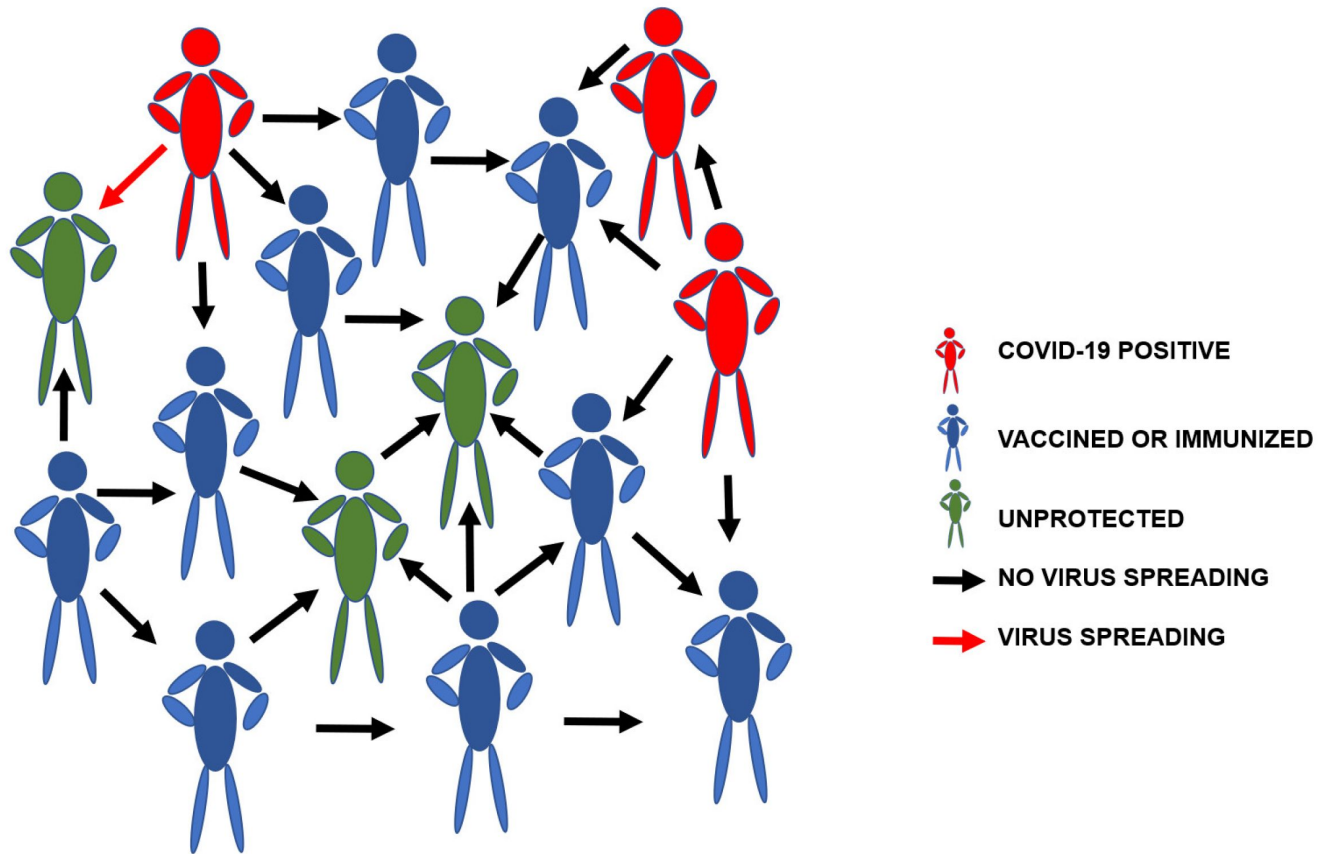 COVID-19 POSITIVE
VACCINED OR IMMUNIZED
UNPROTECTED
NO VIRUS SPREADING
VIRUS SPREADING